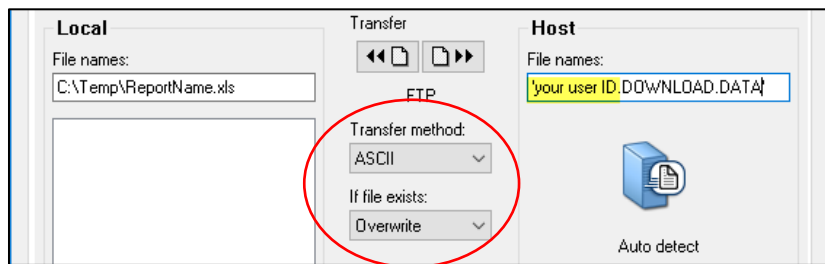 Local
File names:
C:\Temp\ReportName.xls
Transfer
FTP
Transfer method:
ASCII
If file exists:
Overwrite
Host
File names:
'your user ID.DOWNLOAD.DATA'
Auto detect